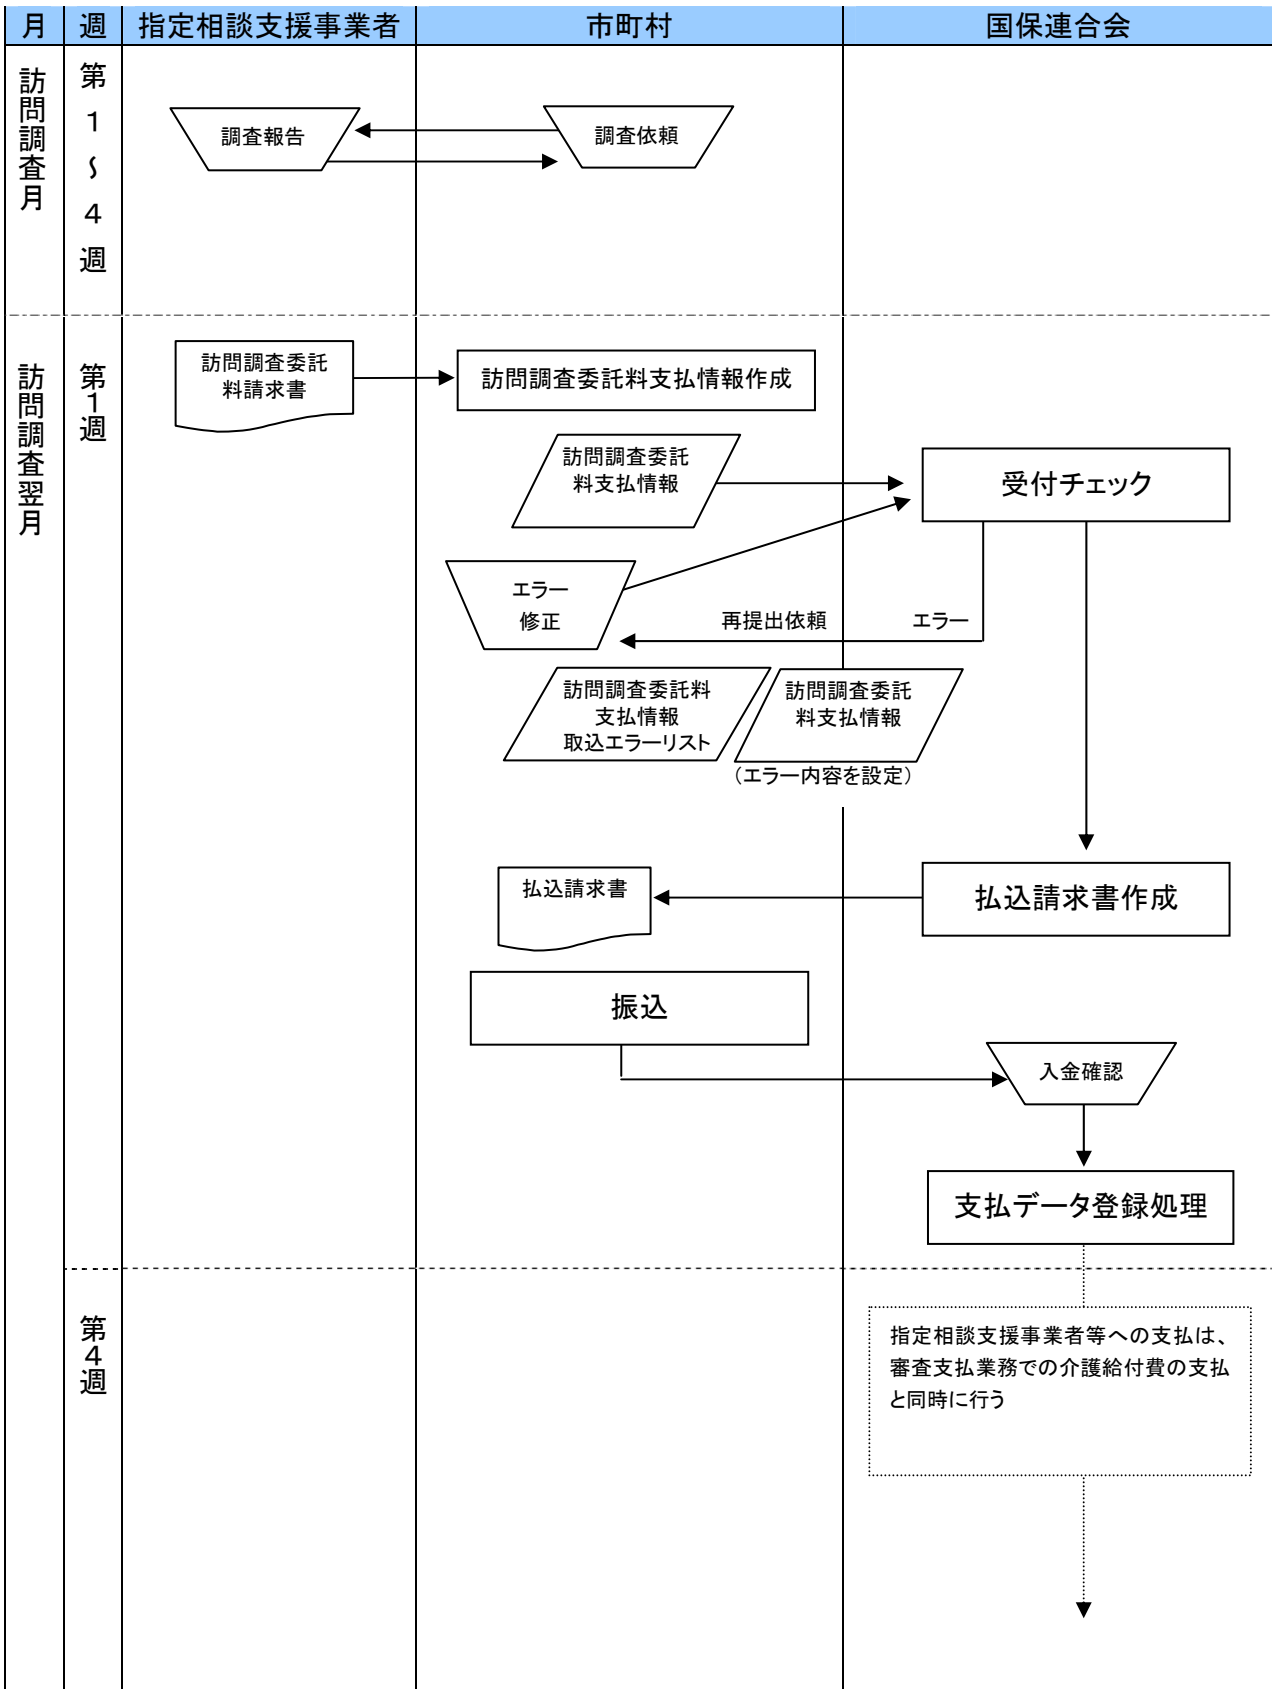 月
週
指定相談支援事業者
市町村
国保連合会
訪問調査月
第1～4週
調査報告
調査依頼
訪問調査翌月
第1週
訪問調査委託
料請求書
訪問調査委託料支払情報作成
訪問調査委託
料支払情報
受付チェック
エラー
修正
再提出依頼
エラー
訪問調査委託料
支払情報
取込エラーリスト
訪問調査委託
料支払情報
（エラー内容を設定）
払込請求書
払込請求書作成
振込
入金確認
支払データ登録処理
第4週
指定相談支援事業者等への支払は、
審査支払業務での介護給付費の支払
と同時に行う